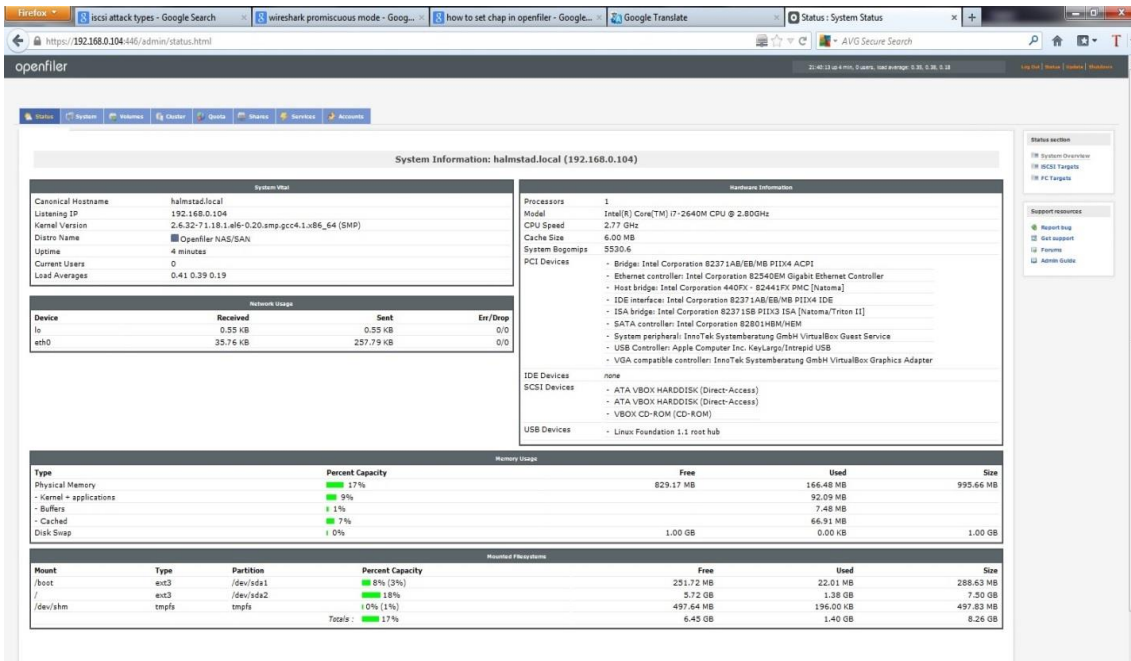 Firefox
iscsi attack types - Google Search
wireshark promiscuous mode - Goog...
how to set chap in openfiler - Google...
Google Translate
Status : System Status
https://192.168.0.104:446/admin/status.html
AVG Secure Search
openfiler
Log Out | Status | Update | Shutdown
Status
System
Volumes
Cluster
Quota
Shares
Services
Accounts
System Information: halmstad.local (192.168.0.104)
System Vital
Canonical Hostname halmstad.local
Listening IP 192.168.0.104
Kernel Version 2.6.32-71.18.1.el6-0.20.smp.gcc4.1.x86_64 (SMP)
Distro Name Openfiler NAS/SAN
Uptime 4 minutes
Current Users 0
Load Averages 0.41 0.39 0.19
Network Usage
Device Received Sent Err/Drop
lo 0.55 KB 0.55 KB 0/0
eth0 35.76 KB 257.79 KB 0/0
Hardware Information
Processors 1
Model Intel(R) Core(TM) i7-2640M CPU @ 2.80GHz
CPU Speed 2.77 GHz
Cache Size 6.00 MB
System Bogomips 5530.6
PCI Devices
- Bridge: Intel Corporation 82371AB/EB/MB PIIX4 ACPI
- Ethernet controller: Intel Corporation 82540EM Gigabit Ethernet Controller
- Host bridge: Intel Corporation 440FX - 82441FX PMC [Natoma]
- IDE interface: Intel Corporation 82371AB/EB/MB PIIX4 IDE
- ISA bridge: Intel Corporation 82371SB PIIX3 ISA [Natoma/Triton II]
- SATA controller: Intel Corporation 82801HBM/HEM
- System peripheral: InnoTek Systemberatung GmbH VirtualBox Guest Service
- USB Controller: Apple Computer Inc. KeyLargo/Intrepid USB
- VGA compatible controller: InnoTek Systemberatung GmbH VirtualBox Graphics Adapter
IDE Devices none
SCSI Devices
- ATA VBOX HARDDISK (Direct-Access)
- ATA VBOX HARDDISK (Direct-Access)
- VBOX CD-ROM (CD-ROM)
USB Devices - Linux Foundation 1.1 root hub
Memory Usage
Type Percent Capacity Free Used Size
Physical Memory 17% 829.17 MB 166.48 MB 995.66 MB
- Kernel + applications 9% 92.09 MB
- Buffers 1% 7.48 MB
- Cached 7% 66.91 MB
Disk Swap 0% 1.00 GB 0.00 KB 1.00 GB
Mounted Filesystems
Mount Type Partition Percent Capacity Free Used Size
/boot ext3 /dev/sda1 8% (3%) 251.72 MB 22.01 MB 288.63 MB
/ ext3 /dev/sda2 18% 5.72 GB 1.38 GB 7.50 GB
/dev/shm tmpfs tmpfs 0% (1%) 497.64 MB 196.00 KB 497.83 MB
Totals : 17% 6.45 GB 1.40 GB 8.26 GB
Status section
System Overview
iSCSI Targets
FC Targets
Support resources
Report bug
Get support
Forums
Admin Guide